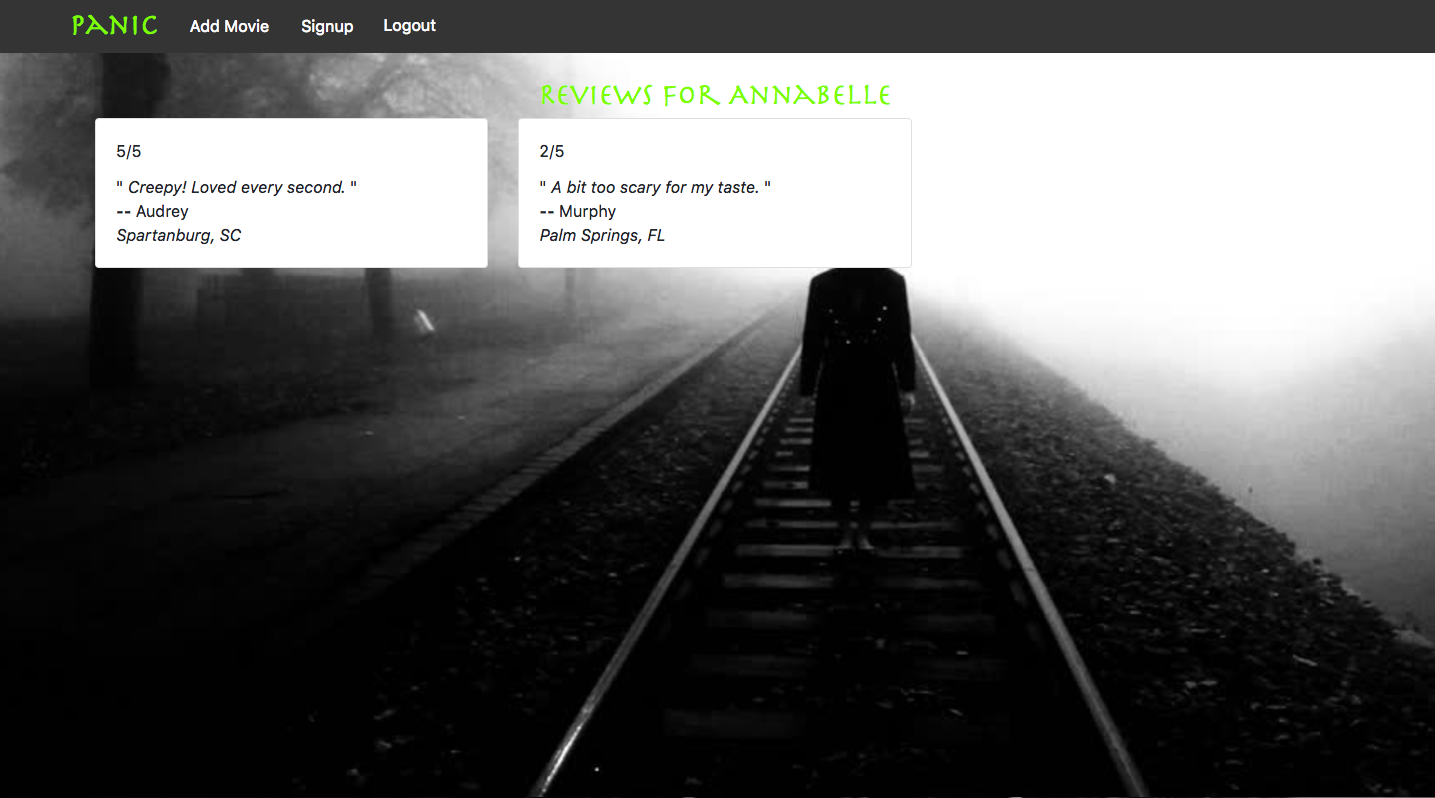 PANIC Add Movie Signup Logout
REVIEWS FOR ANNABELLE
5/5
" Creepy! Loved every second. "
-- Audrey
Spartanburg, SC
2/5
" A bit too scary for my taste. "
-- Murphy
Palm Springs, FL